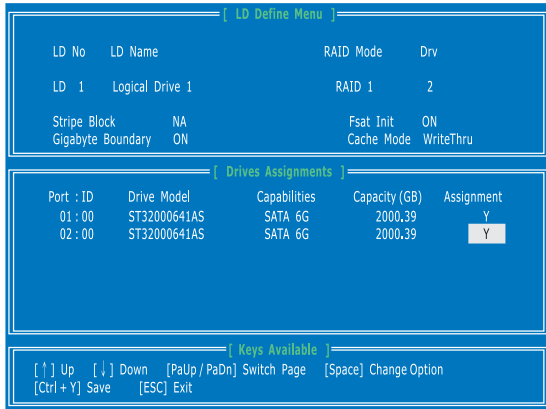 [ LD Define Menu ]
LD No LD Name RAID Mode Drv
LD 1 Logical Drive 1 RAID 1 2
Stripe Block NA Fsat Init ON
Gigabyte Boundary ON Cache Mode WriteThru
[ Drives Assignments ]
Port : ID Drive Model Capabilities Capacity (GB) Assignment
01 : 00 ST32000641AS SATA 6G 2000.39 Y
02 : 00 ST32000641AS SATA 6G 2000.39 Y
[ Keys Available ]
[↑] Up [↓] Down [PaUp / PaDn] Switch Page [Space] Change Option
[Ctrl + Y] Save [ESC] Exit